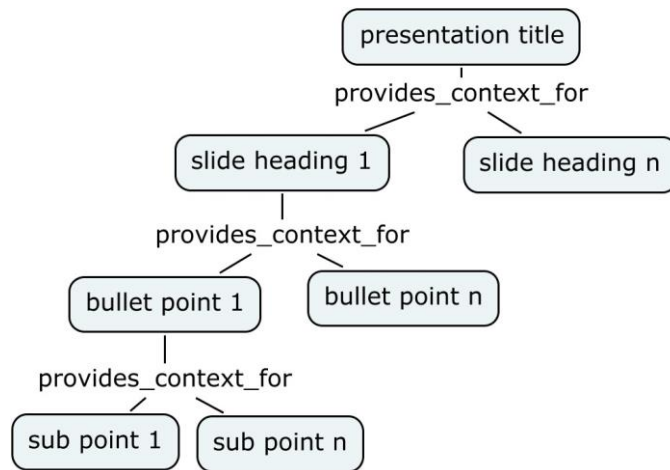 presentation title
provides_context_for
slide heading 1
slide heading n
provides_context_for
bullet point 1
bullet point n
provides_context_for
sub point 1
sub point n